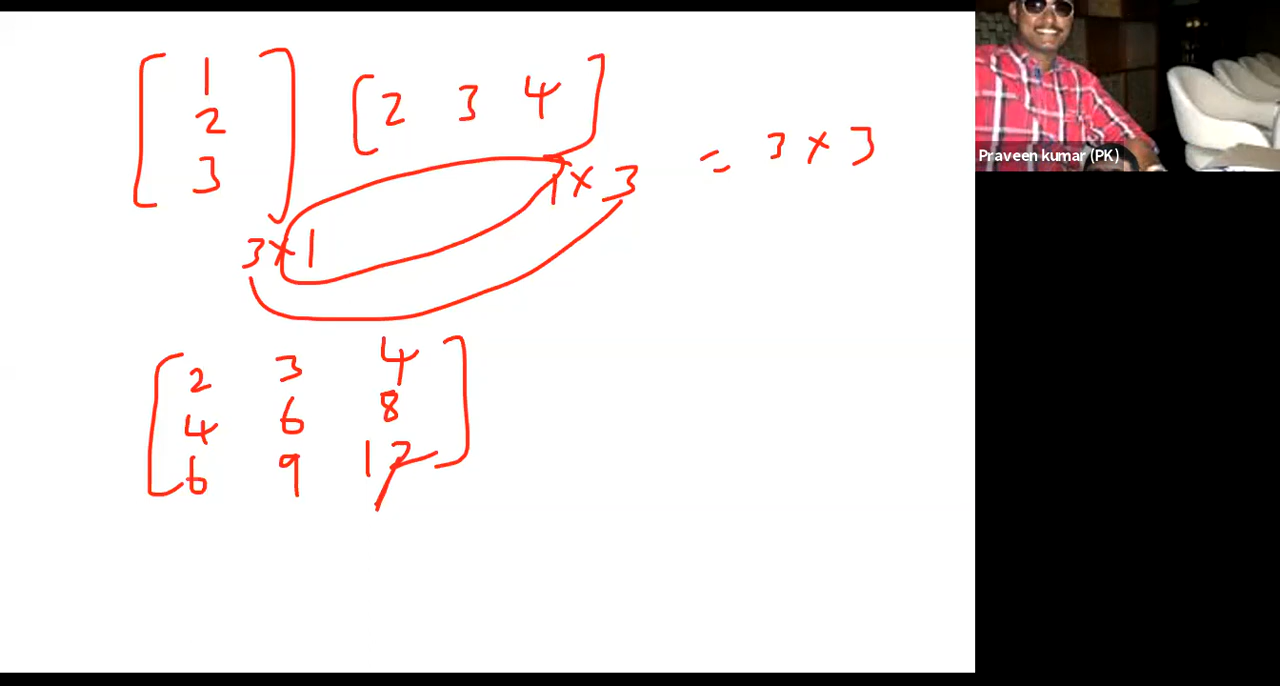 1
2
3
2 3 4
3 × 1
1 × 3
= 3 × 3
2 3 4
4 6 8
6 9 12
Praveen kumar (PK)